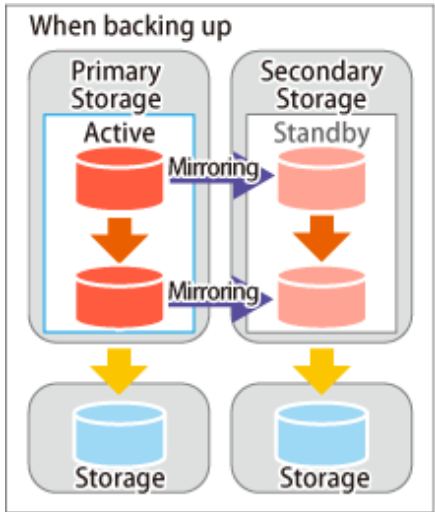 When backing up
Primary
Storage
Secondary
Storage
Active
Standby
Mirroring
Mirroring
Storage
Storage